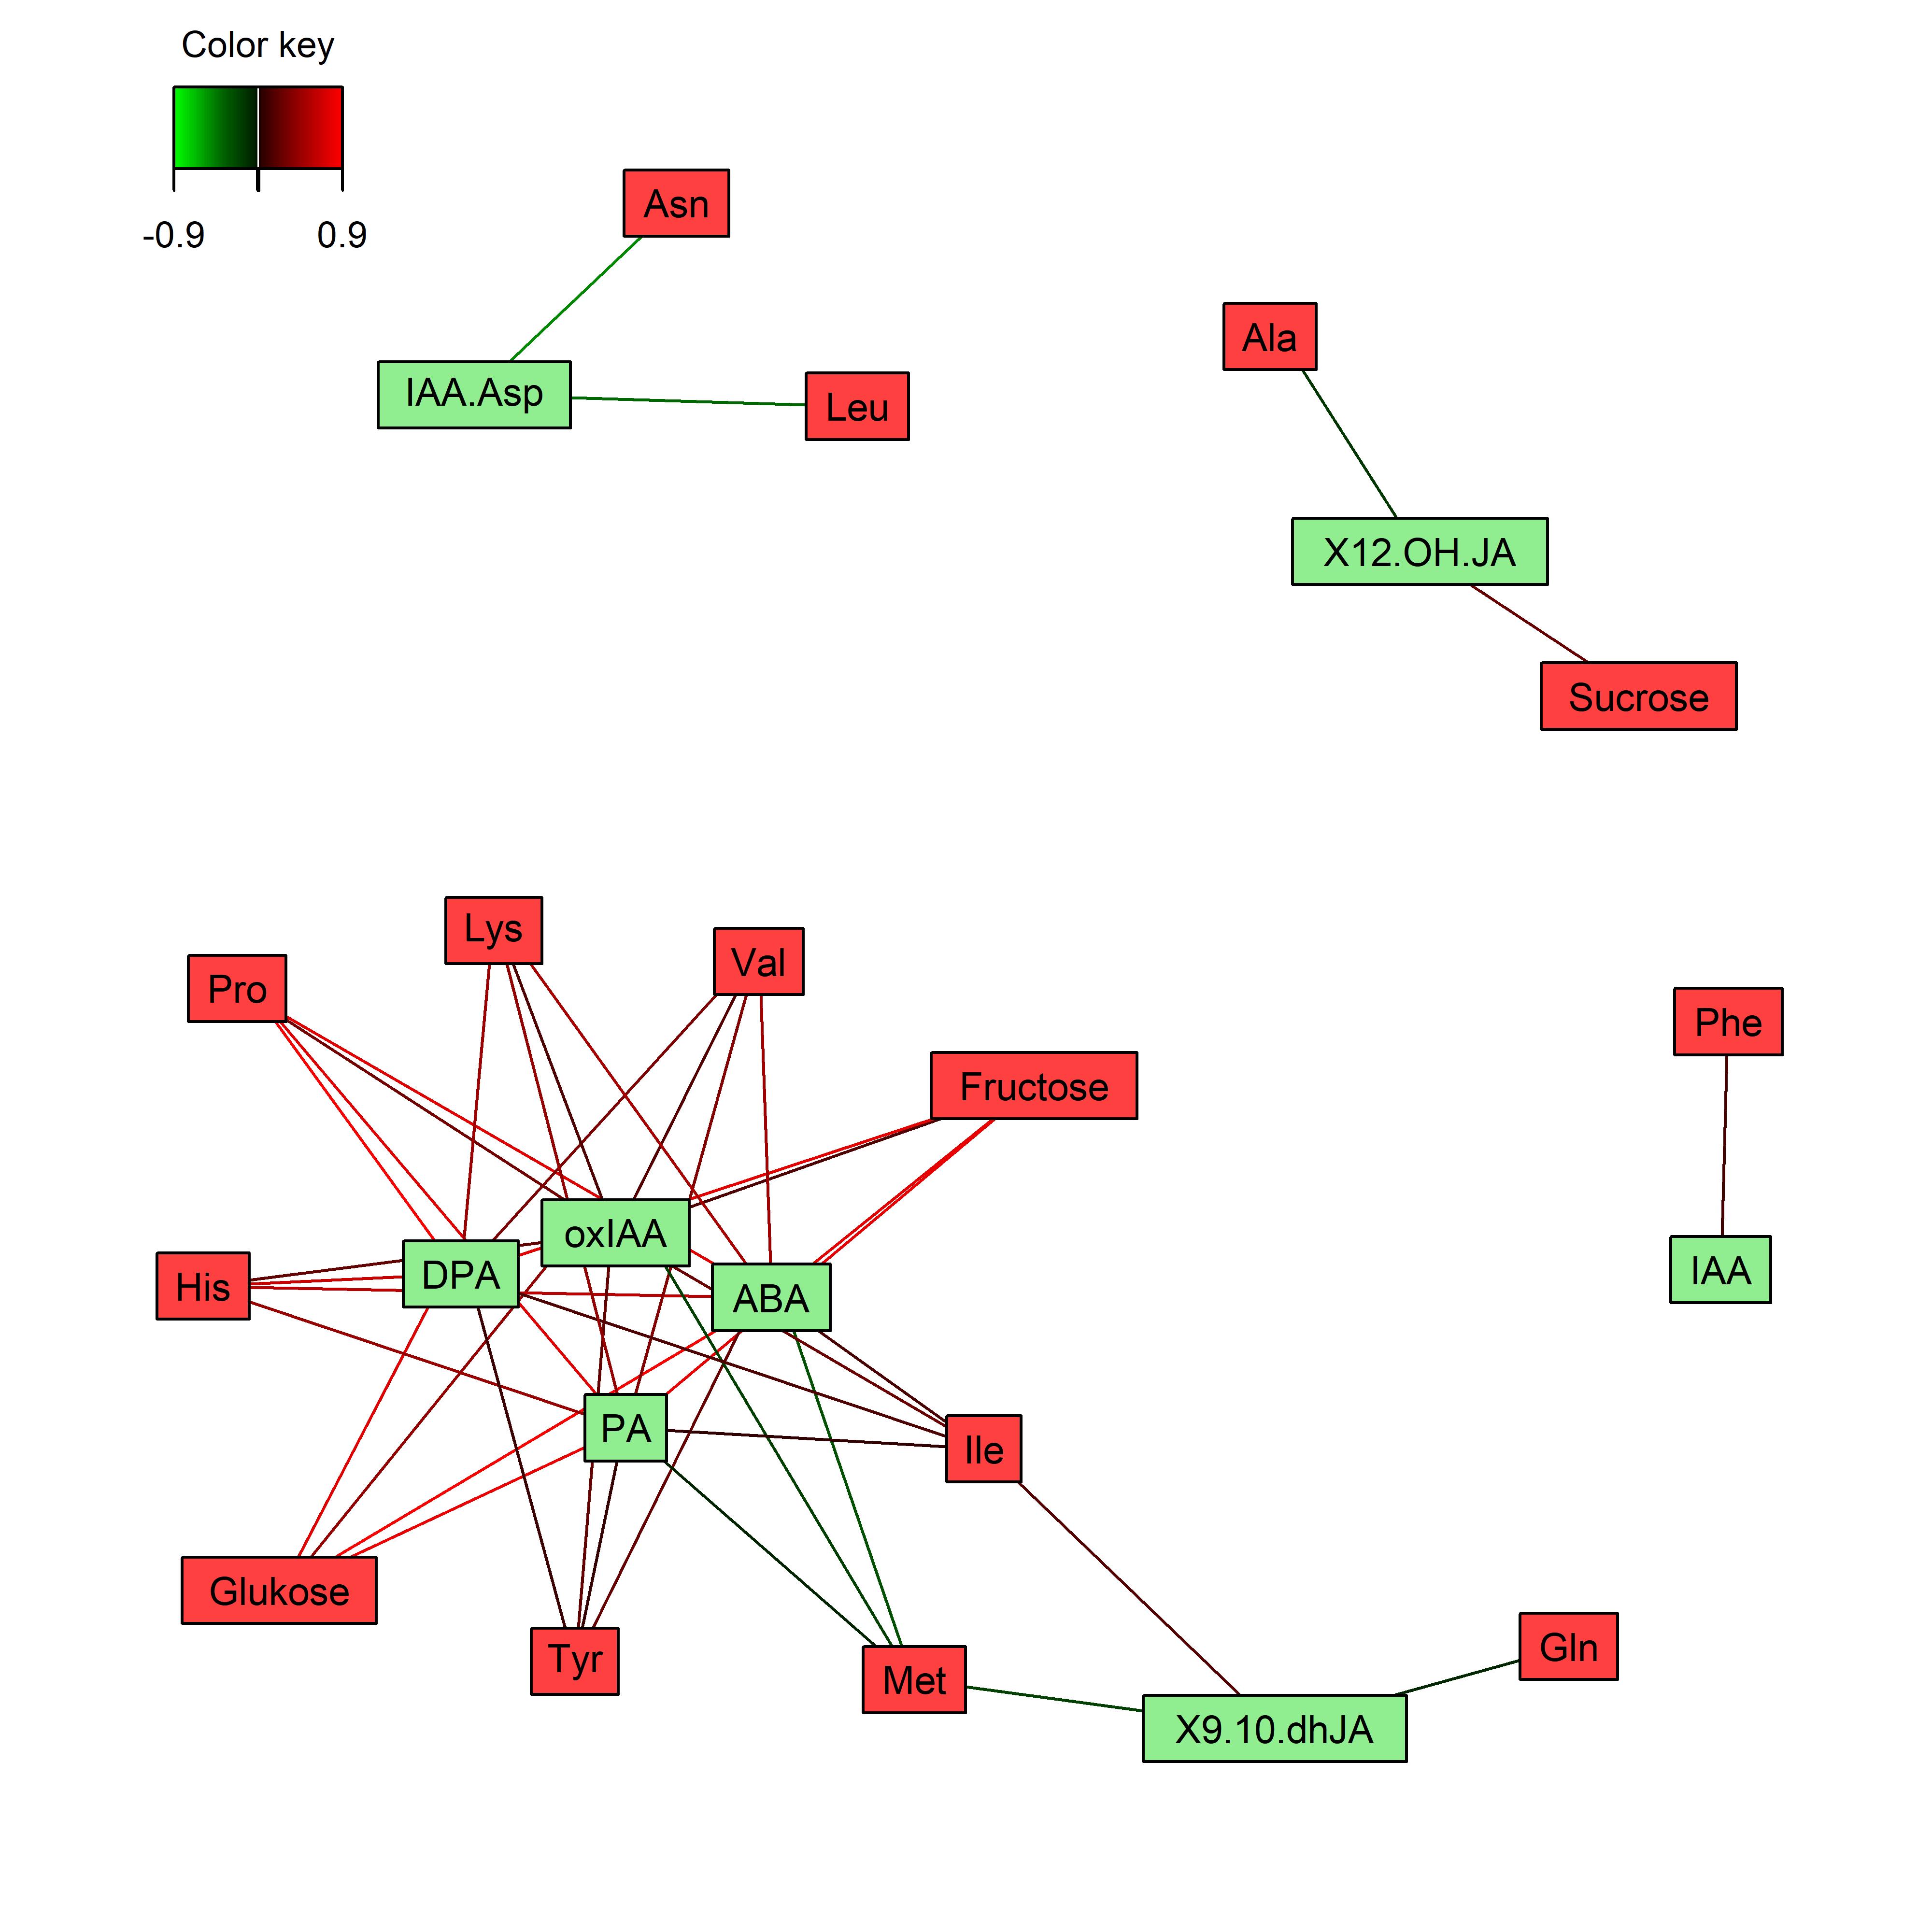 Color key
-0.9 0.9
Asn
Ala
IAA.Asp
Leu
X12.OH.JA
Sucrose
Lys
Val
Pro
Phe
Fructose
oxIAA
DPA
IAA
His
ABA
PA
Ile
Glukose
Tyr
Gln
Met
X9.10.dhJA